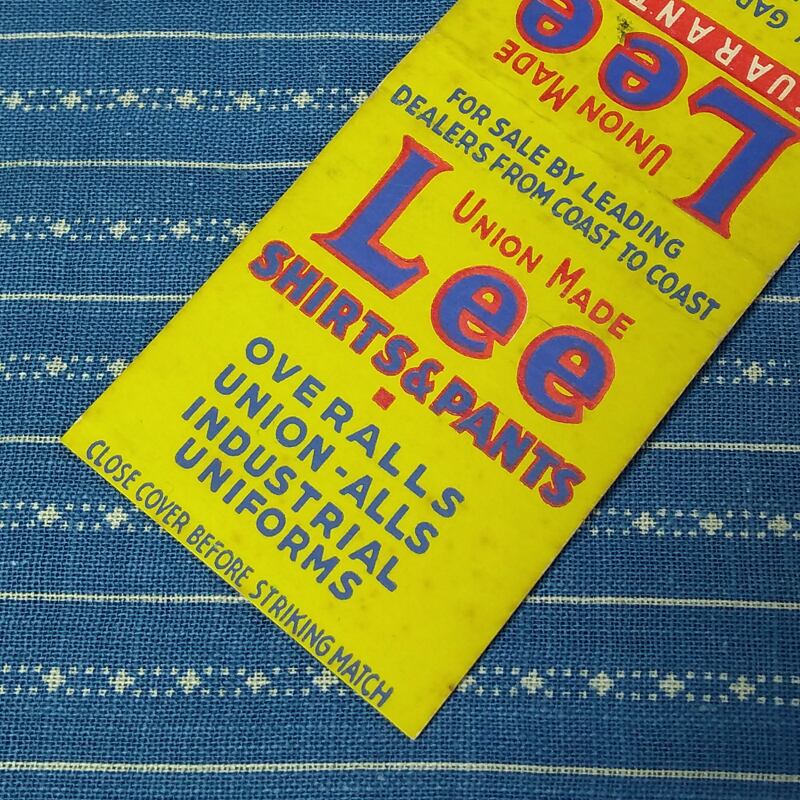 FOR SALE BY LEADING
DEALERS FROM COAST TO COAST
UNION MADE
Lee
SHIRTS & PANTS
OVERALLS
UNION-ALLS
INDUSTRIAL
UNIFORMS
CLOSE COVER BEFORE STRIKING MATCH
UNION MADE
Lee